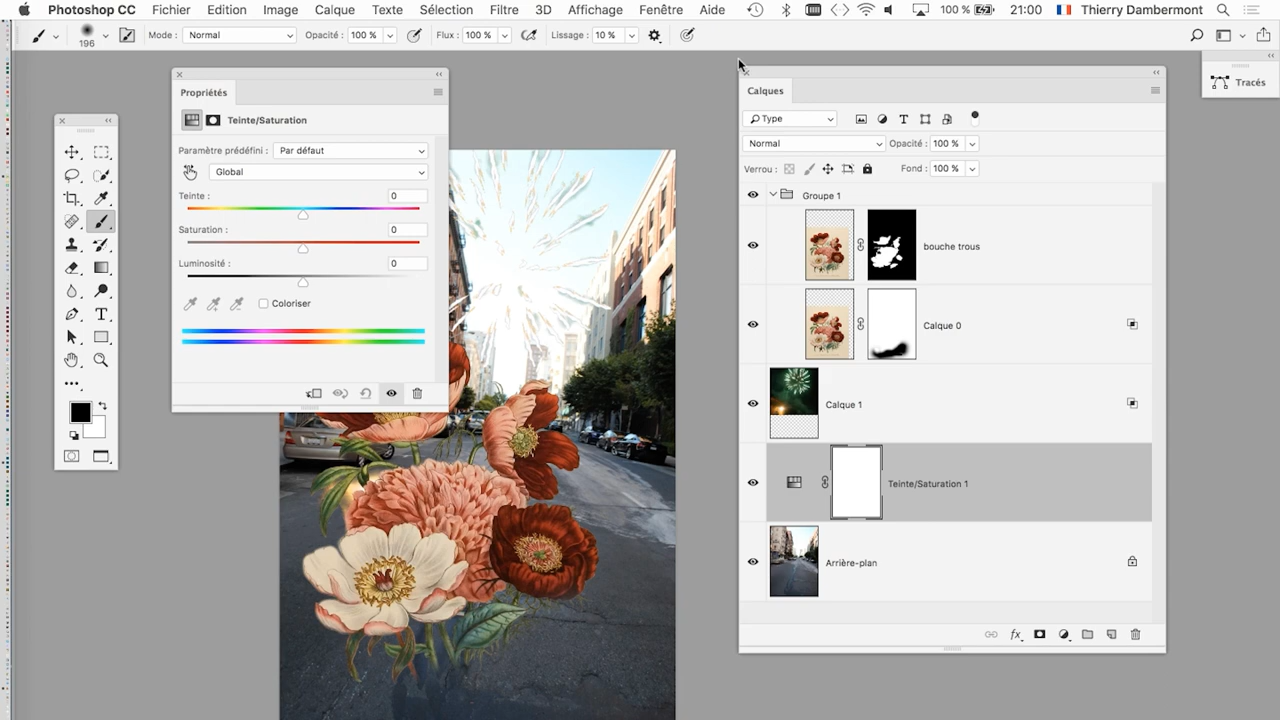 Photoshop CC Fichier Edition Image Calque Texte Sélection Filtre 3D Affichage Fenêtre Aide 100 % 21:00 Thierry Dambermont
196 Mode : Normal Opacité : 100 % Flux : 100 % Lissage : 10 %
Tracés
Propriétés
Teinte/Saturation
Paramètre prédéfini : Par défaut
Global
Teinte : 0
Saturation : 0
Luminosité : 0
Coloriser
T
Calques
Type T
Normal Opacité : 100 %
Verrou : Fond : 100 %
Groupe 1
bouche trous
Calque 0
Calque 1
Teinte/Saturation 1
Arrière-plan
fx